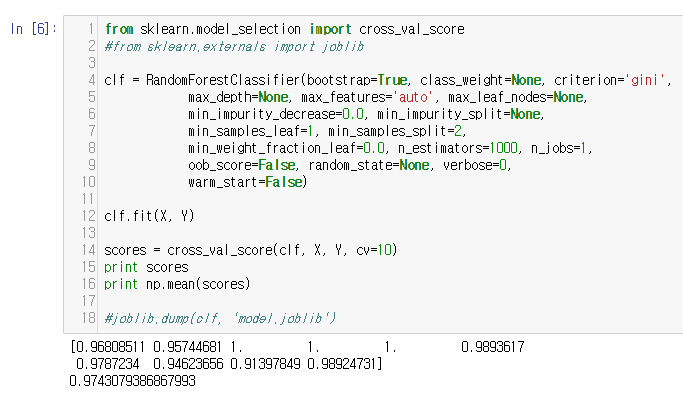 In [6]:
1 from sklearn.model_selection import cross_val_score
2 #from sklearn.externals import joblib
3
4 clf = RandomForestClassifier(bootstrap=True, class_weight=None, criterion='gini',
5 max_depth=None, max_features='auto', max_leaf_nodes=None,
6 min_impurity_decrease=0.0, min_impurity_split=None,
7 min_samples_leaf=1, min_samples_split=2,
8 min_weight_fraction_leaf=0.0, n_estimators=1000, n_jobs=1,
9 oob_score=False, random_state=None, verbose=0,
10 warm_start=False)
11
12 clf.fit(X, Y)
13
14 scores = cross_val_score(clf, X, Y, cv=10)
15 print scores
16 print np.mean(scores)
17
18 #joblib.dump(clf, 'model.joblib')
[0.96808511 0.95744681 1. 1. 1. 0.9893617
0.9787234 0.94623656 0.91397849 0.98924731]
0.9743079386867993